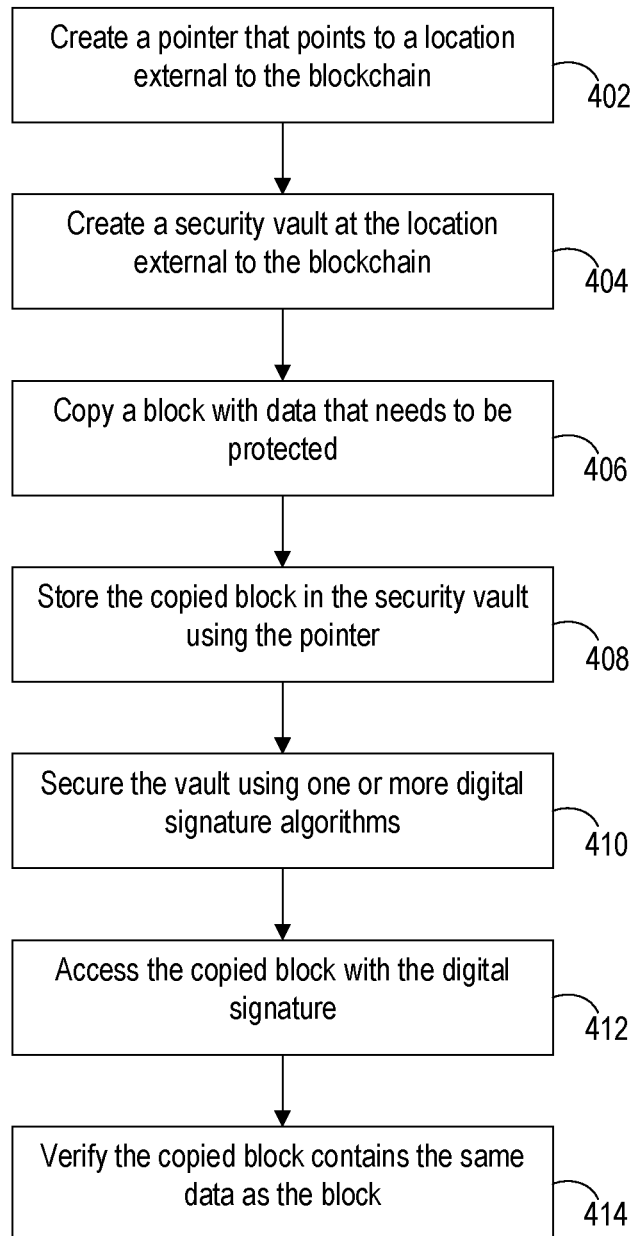 Create a pointer that points to a location
external to the blockchain
402
Create a security vault at the location
external to the blockchain
404
Copy a block with data that needs to be
protected
406
Store the copied block in the security vault
using the pointer
408
Secure the vault using one or more digital
signature algorithms
410
Access the copied block with the digital
signature
412
Verify the copied block contains the same
data as the block
414